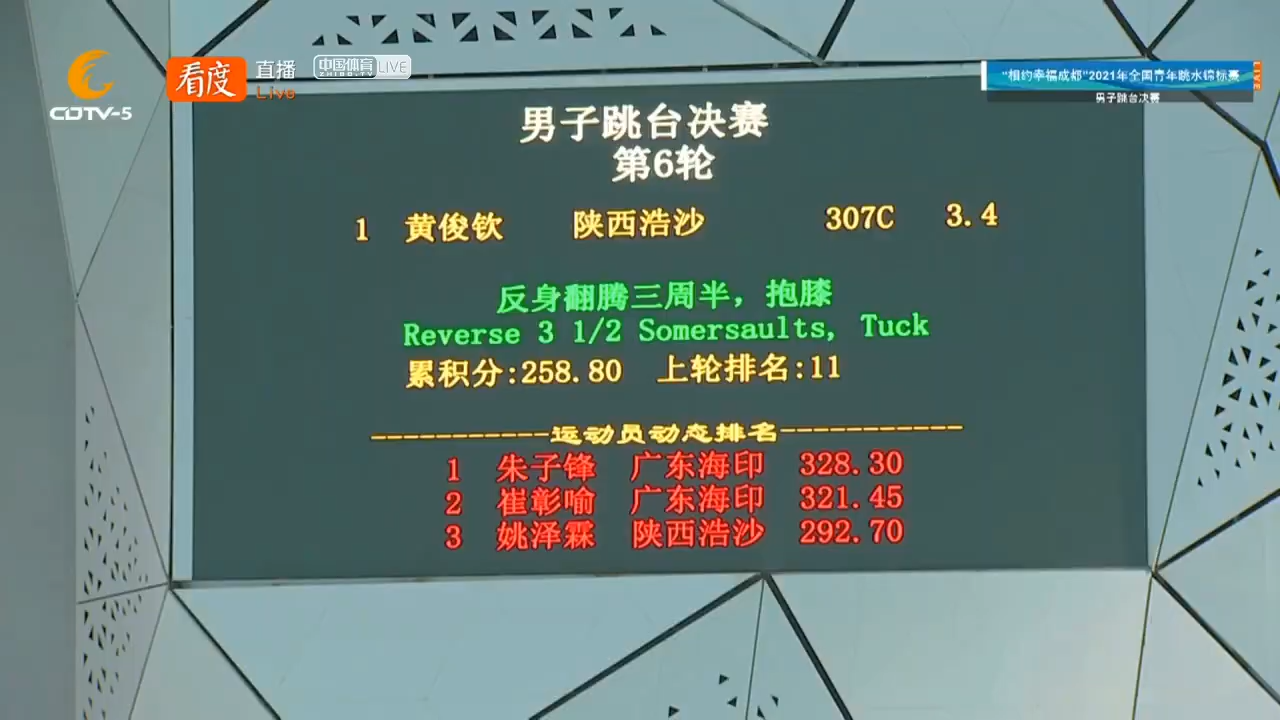 CDTV-5
看度
直播
Live
中国体育
ZHIBO.TV
LIVE
"相约幸福成都"2021年全国青年跳水锦标赛
男子跳台决赛
LIVE
男子跳台决赛
第6轮
1 黄俊钦 陕西浩沙 307C 3.4
反身翻腾三周半，抱膝
Reverse 3 1/2 Somersaults, Tuck
累积分:258.80 上轮排名:11
-----------运动员动态排名-----------
1 朱子锋 广东海印 328.30
2 崔彰喻 广东海印 321.45
3 姚泽霖 陕西浩沙 292.70